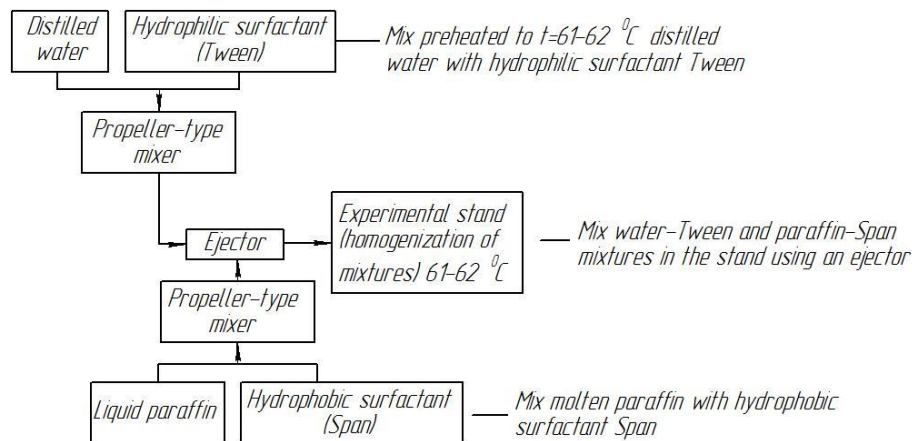 Distilled
water
Hydrophilic surfactant
(Tween)
Mix preheated to t=61-62 ⁰C distilled
water with hydrophilic surfactant Tween
Propeller-type
mixer
Ejector
Experimental stand
(homogenization of
mixtures) 61-62 ⁰C
Mix water-Tween and paraffin-Span
mixtures in the stand using an ejector
Propeller-type
mixer
Liquid paraffin
Hydrophobic surfactant
(Span)
Mix molten paraffin with hydrophobic
surfactant Span